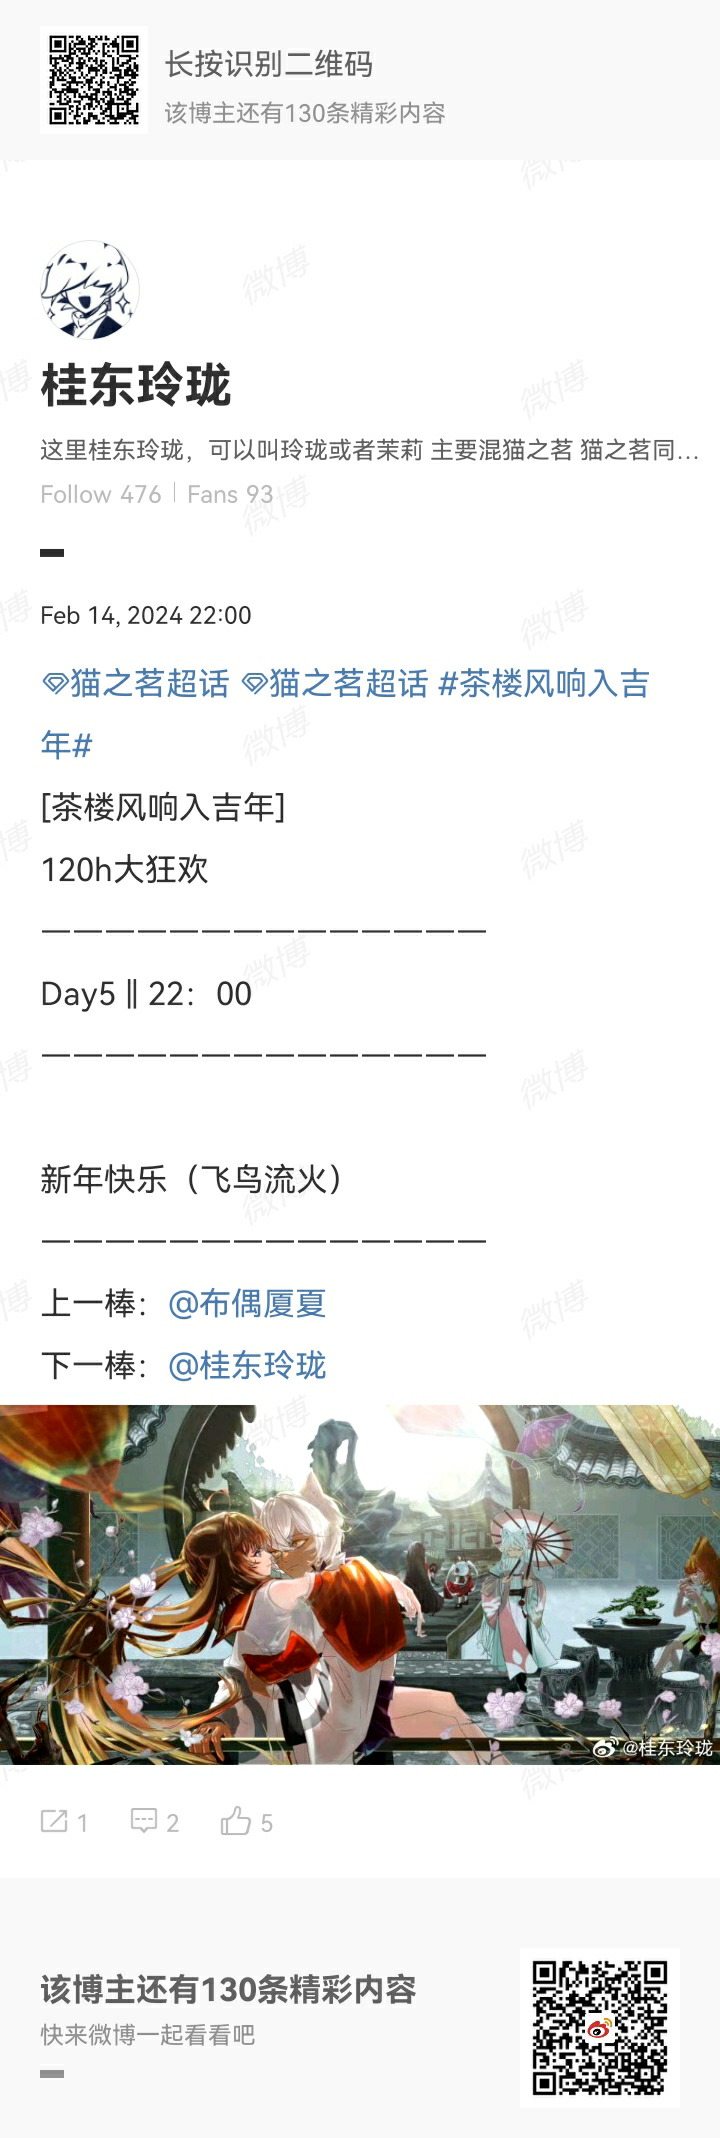 长按识别二维码
该博主还有130条精彩内容
桂东玲珑
这里桂东玲珑，可以叫玲珑或者茉莉 主要混猫之茗 猫之茗同...
Follow 476 | Fans 93
Feb 14, 2024 22:00
猫之茗超话 猫之茗超话 #茶楼风响入吉
年#
[茶楼风响入吉年]
120h大狂欢
——————————————
Day5 || 22：00
——————————————
新年快乐（飞鸟流火）
——————————————
上一棒：@布偶厦夏
下一棒：@桂东玲珑
@桂东玲珑
1 2 5
该博主还有130条精彩内容
快来微博一起看看吧
微博